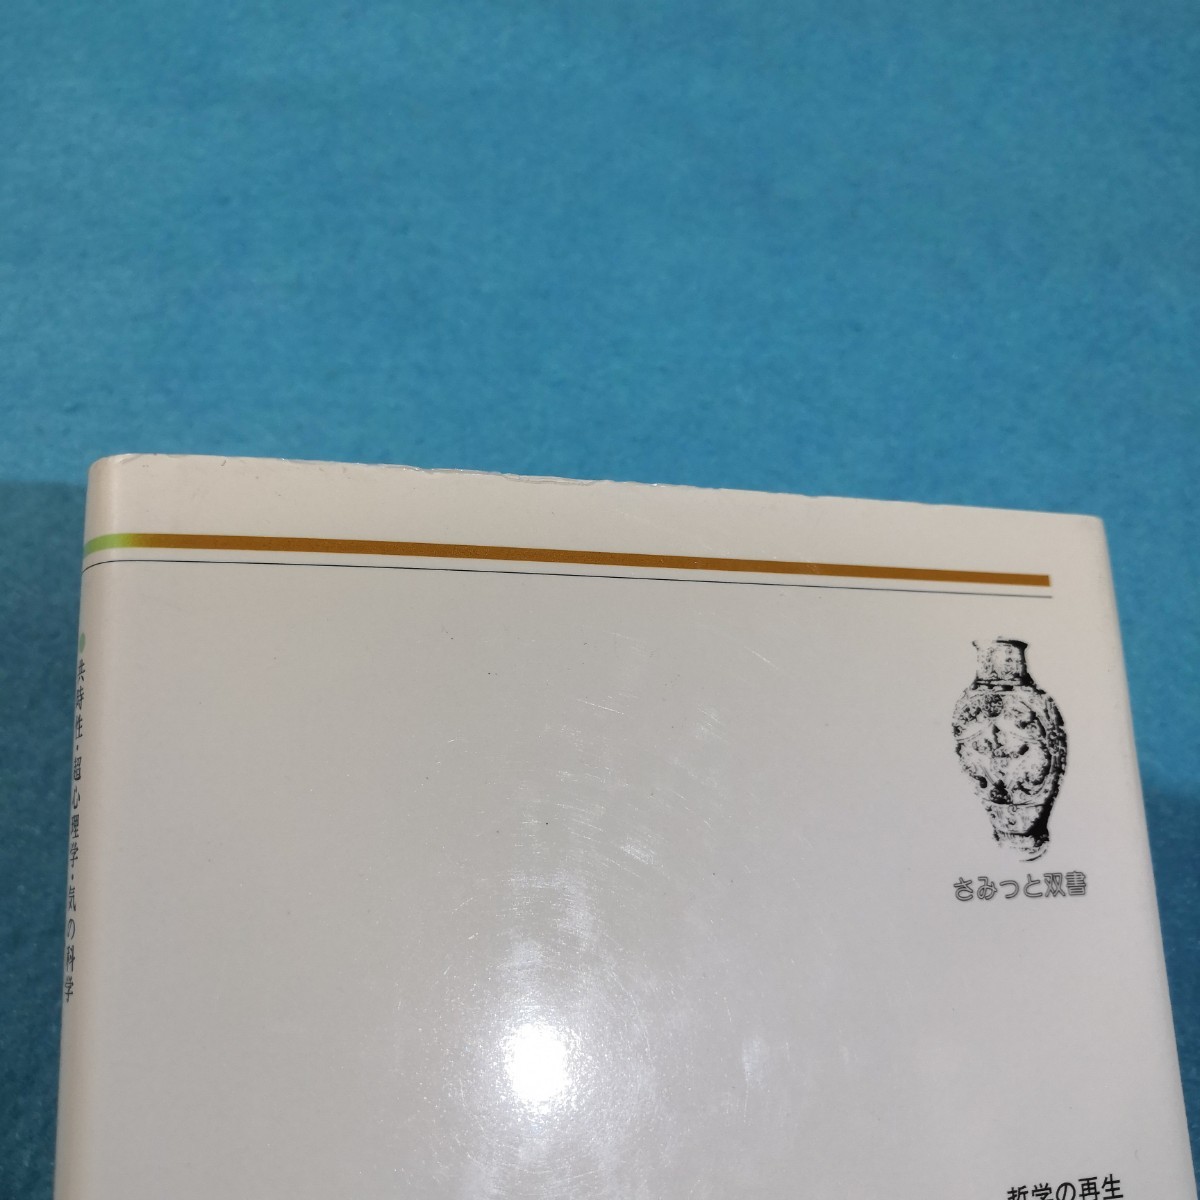 共時性・超心理学・気の科学
さみっと双書
哲学の再生